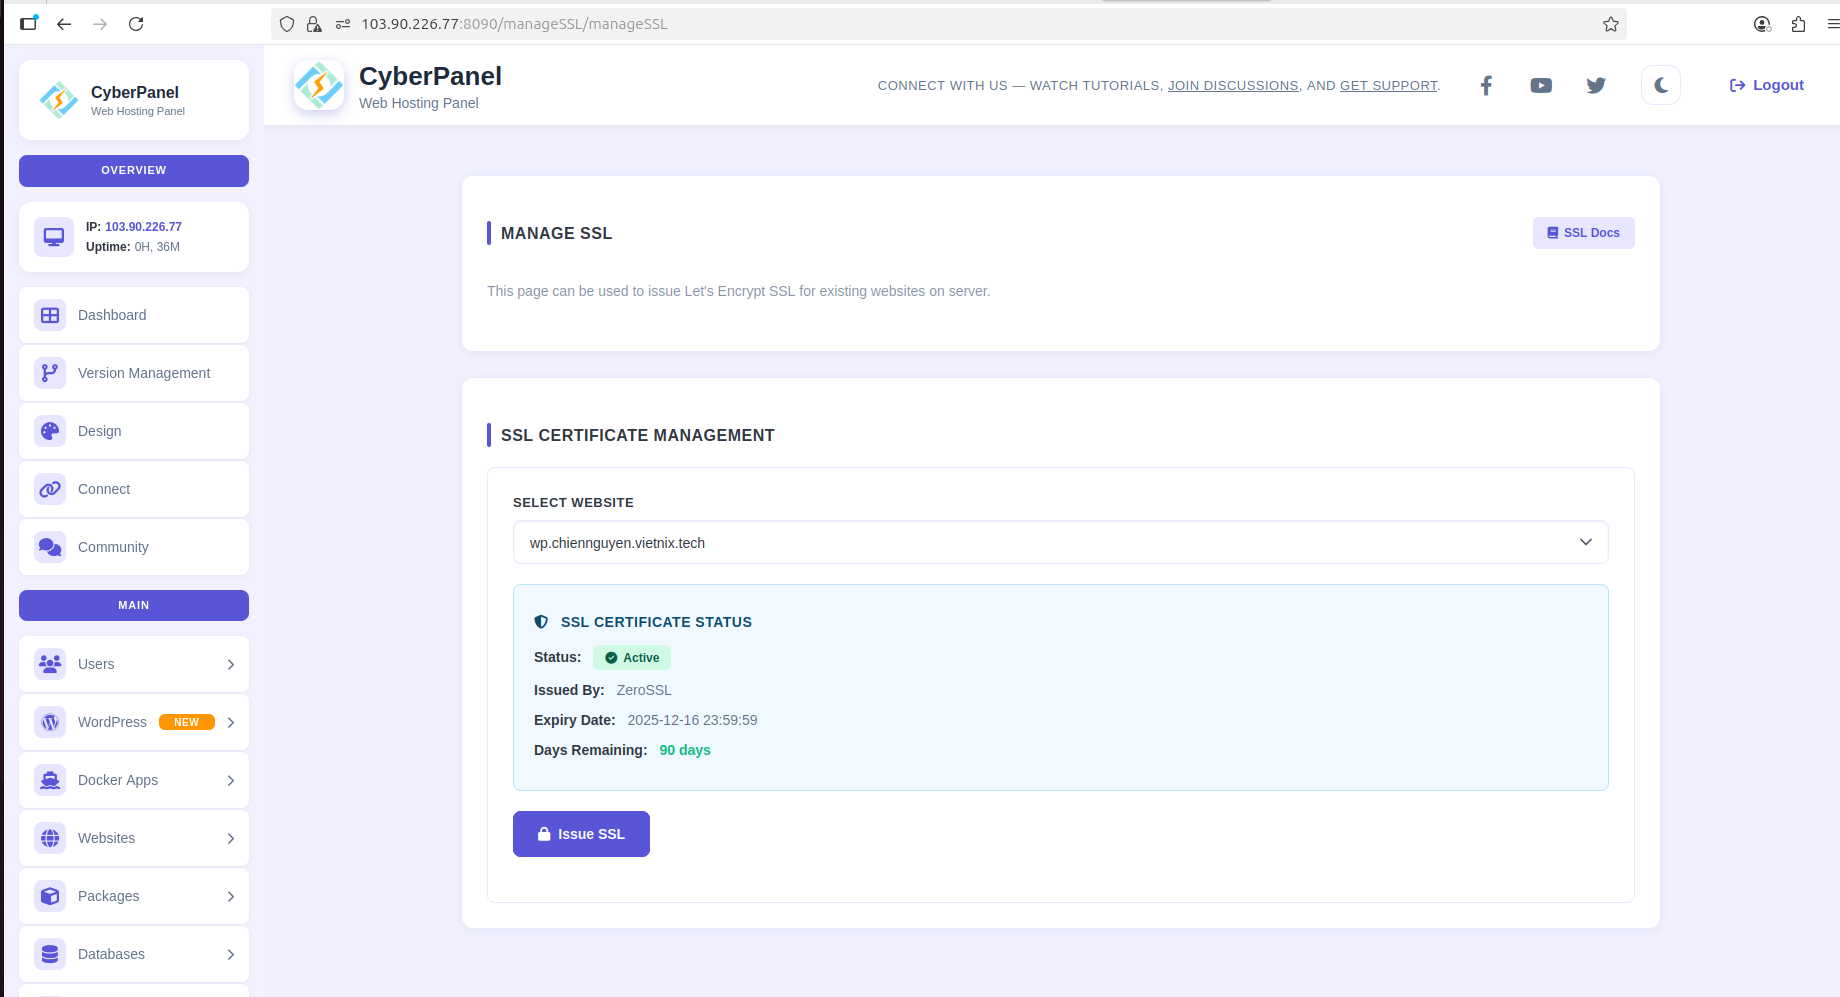 103.90.226.77:8090/manageSSL/manageSSL
CyberPanel
Web Hosting Panel
OVERVIEW
IP: 103.90.226.77
Uptime: 0H, 36M
Dashboard
Version Management
Design
Connect
Community
MAIN
Users
WordPress NEW
Docker Apps
Websites
Packages
Databases
CyberPanel
Web Hosting Panel
CONNECT WITH US — WATCH TUTORIALS, JOIN DISCUSSIONS, AND GET SUPPORT.
Logout
MANAGE SSL
SSL Docs
This page can be used to issue Let's Encrypt SSL for existing websites on server.
SSL CERTIFICATE MANAGEMENT
SELECT WEBSITE
wp.chiennguyen.vietnix.tech
SSL CERTIFICATE STATUS
Status: Active
Issued By: ZeroSSL
Expiry Date: 2025-12-16 23:59:59
Days Remaining: 90 days
Issue SSL